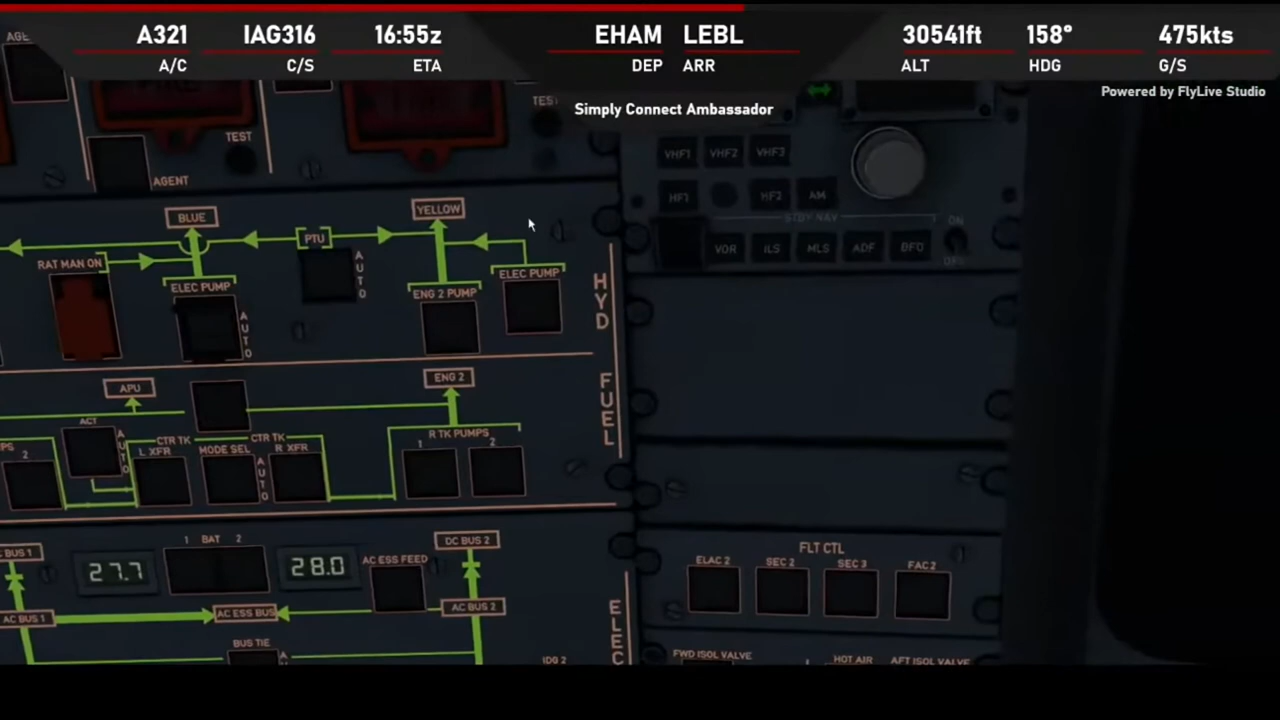 A321 IAG316 16:55z EHAM LEBL 30541ft 158° 475kts
A/C C/S ETA DEP ARR ALT HDG G/S
Powered by FlyLive Studio
Simply Connect Ambassador
TEST
TEST
AGENT
VHF1 VHF2 VHF3
HF1 HF2 AM
STBY NAV ON
VOR ILS MLS ADF BFO
BLUE YELLOW
PTU
RAT MAN ON
ELEC PUMP AUTO
AUTO
ENG 2 PUMP
ELEC PUMP
HYD
APU ENG 2
FUEL
ACT
AUTO
CTR TK CTR TK
L XFR MODE SEL R XFR
AUTO
R TK PUMPS
1 2
2
BUS 1 1 BAT 2 DC BUS 2
27.7 28.0 AC ESS FEED
AC BUS 1 AC ESS BUS AC BUS 2
BUS TIE
IDG 2
ELEC
FLT CTL
ELAC 2 SEC 2 SEC 3 FAC 2
FWD ISOL VALVE HOT AIR AFT ISOL VALVE